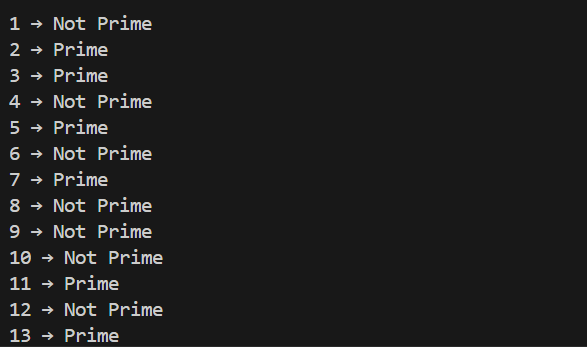 1 → Not Prime
2 → Prime
3 → Prime
4 → Not Prime
5 → Prime
6 → Not Prime
7 → Prime
8 → Not Prime
9 → Not Prime
10 → Not Prime
11 → Prime
12 → Not Prime
13 → Prime